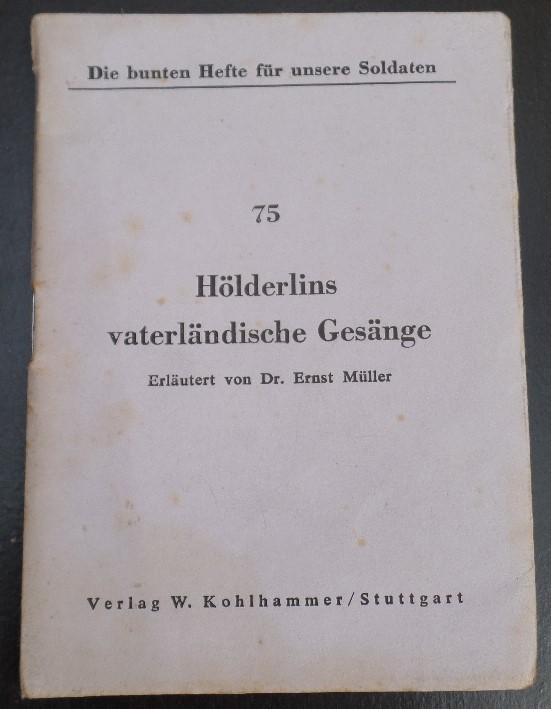 Die bunten Hefte für unsere Soldaten
75
Hölderlins
vaterländische Gesänge
Erläutert von Dr. Ernst Müller
Verlag W. Kohlhammer/Stuttgart